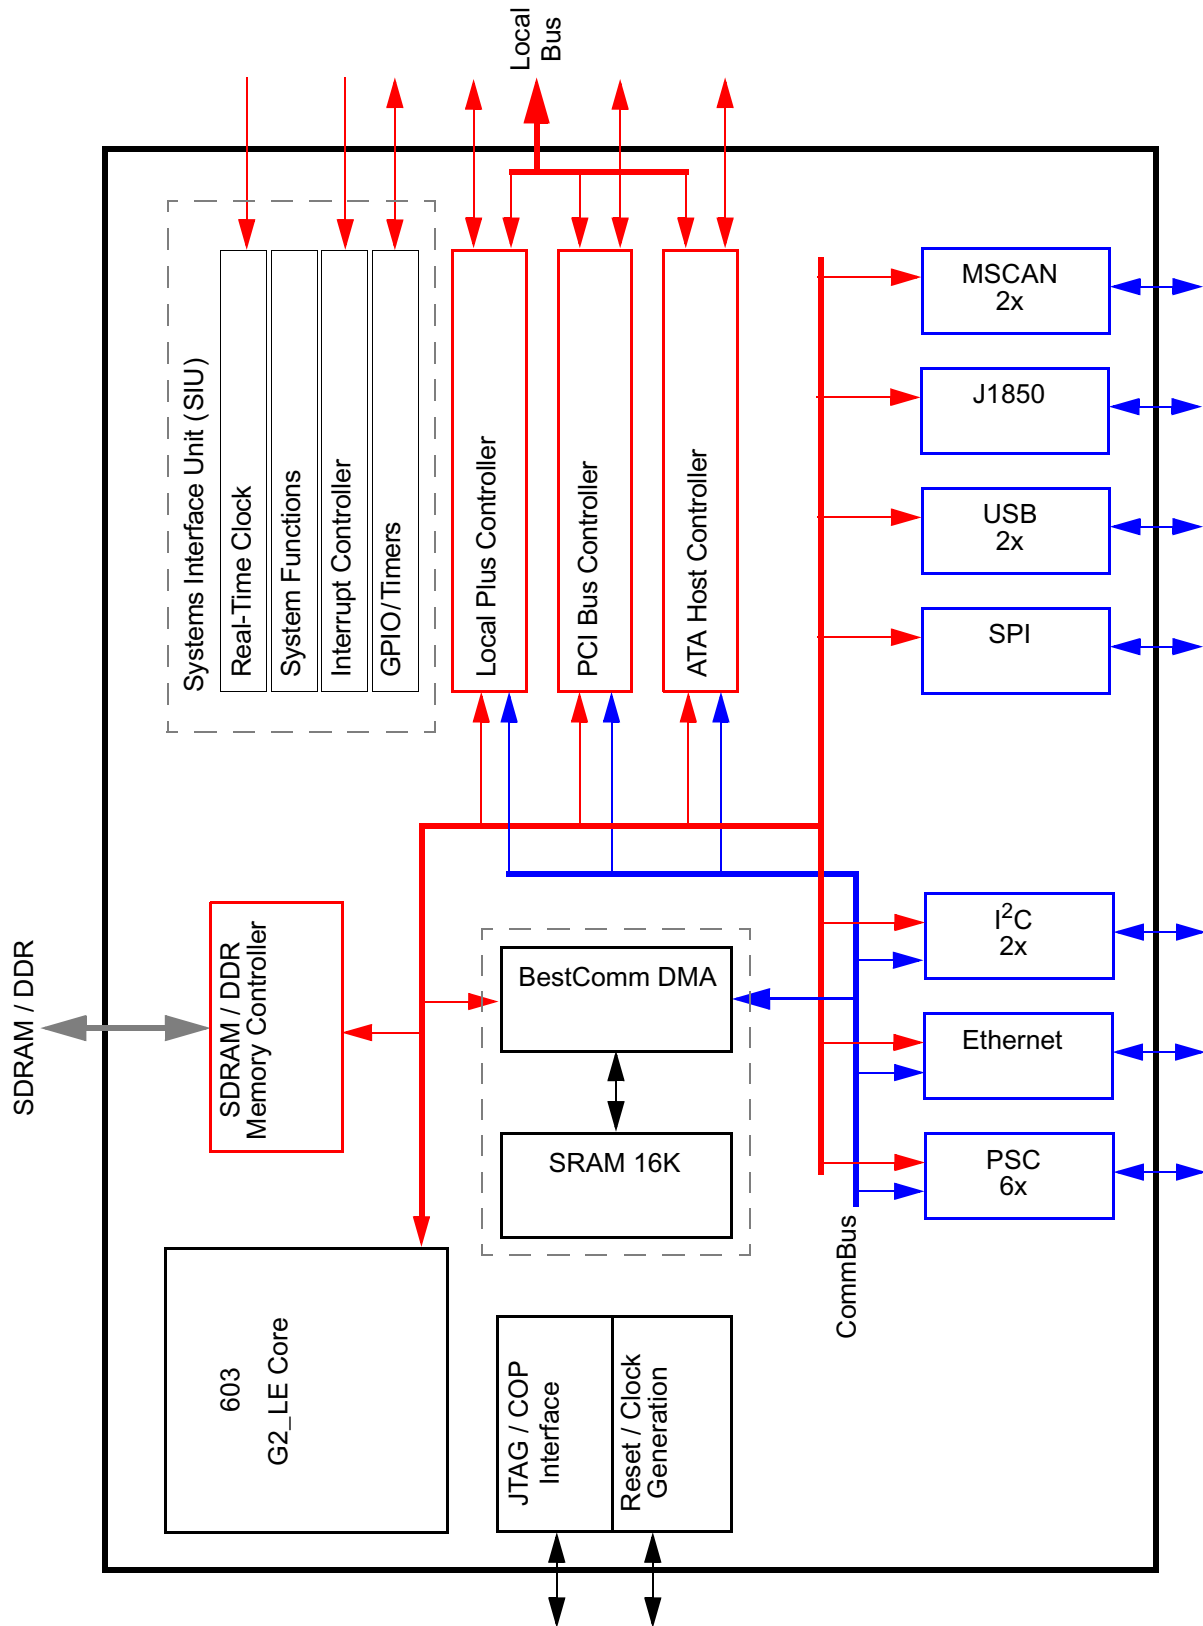 Local
Bus
Systems Interface Unit (SIU)
Real-Time Clock
System Functions
Interrupt Controller
GPIO/Timers
Local Plus Controller
PCI Bus Controller
ATA Host Controller
MSCAN
2x
J1850
USB
2x
SPI
SDRAM / DDR
SDRAM / DDR
Memory Controller
BestComm DMA
SRAM 16K
I²C
2x
Ethernet
PSC
6x
CommBus
603
G2_LE Core
JTAG / COP
Interface
Reset / Clock
Generation